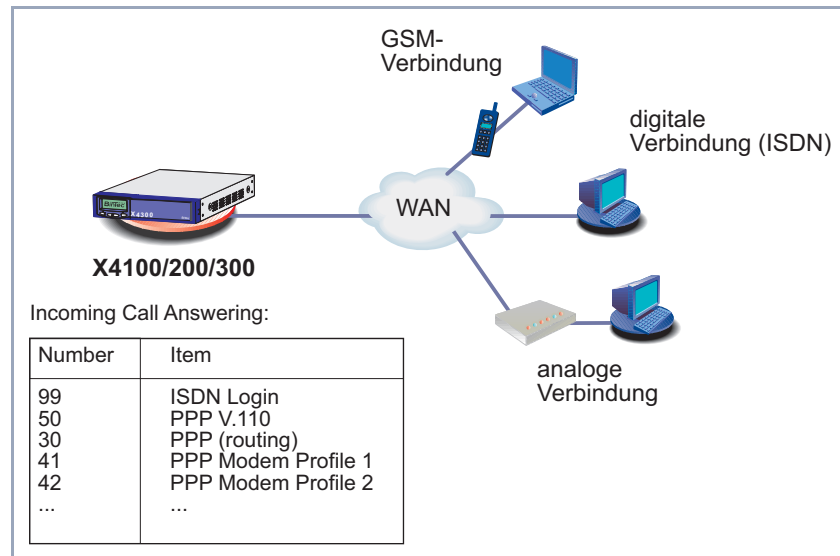 GSM-
Verbindung
digitale
Verbindung (ISDN)
WAN
BinTec
X4300
X4100/200/300
Incoming Call Answering:
Number Item
99 ISDN Login
50 PPP V.110
30 PPP (routing)
41 PPP Modem Profile 1
42 PPP Modem Profile 2
... ...
analoge
Verbindung